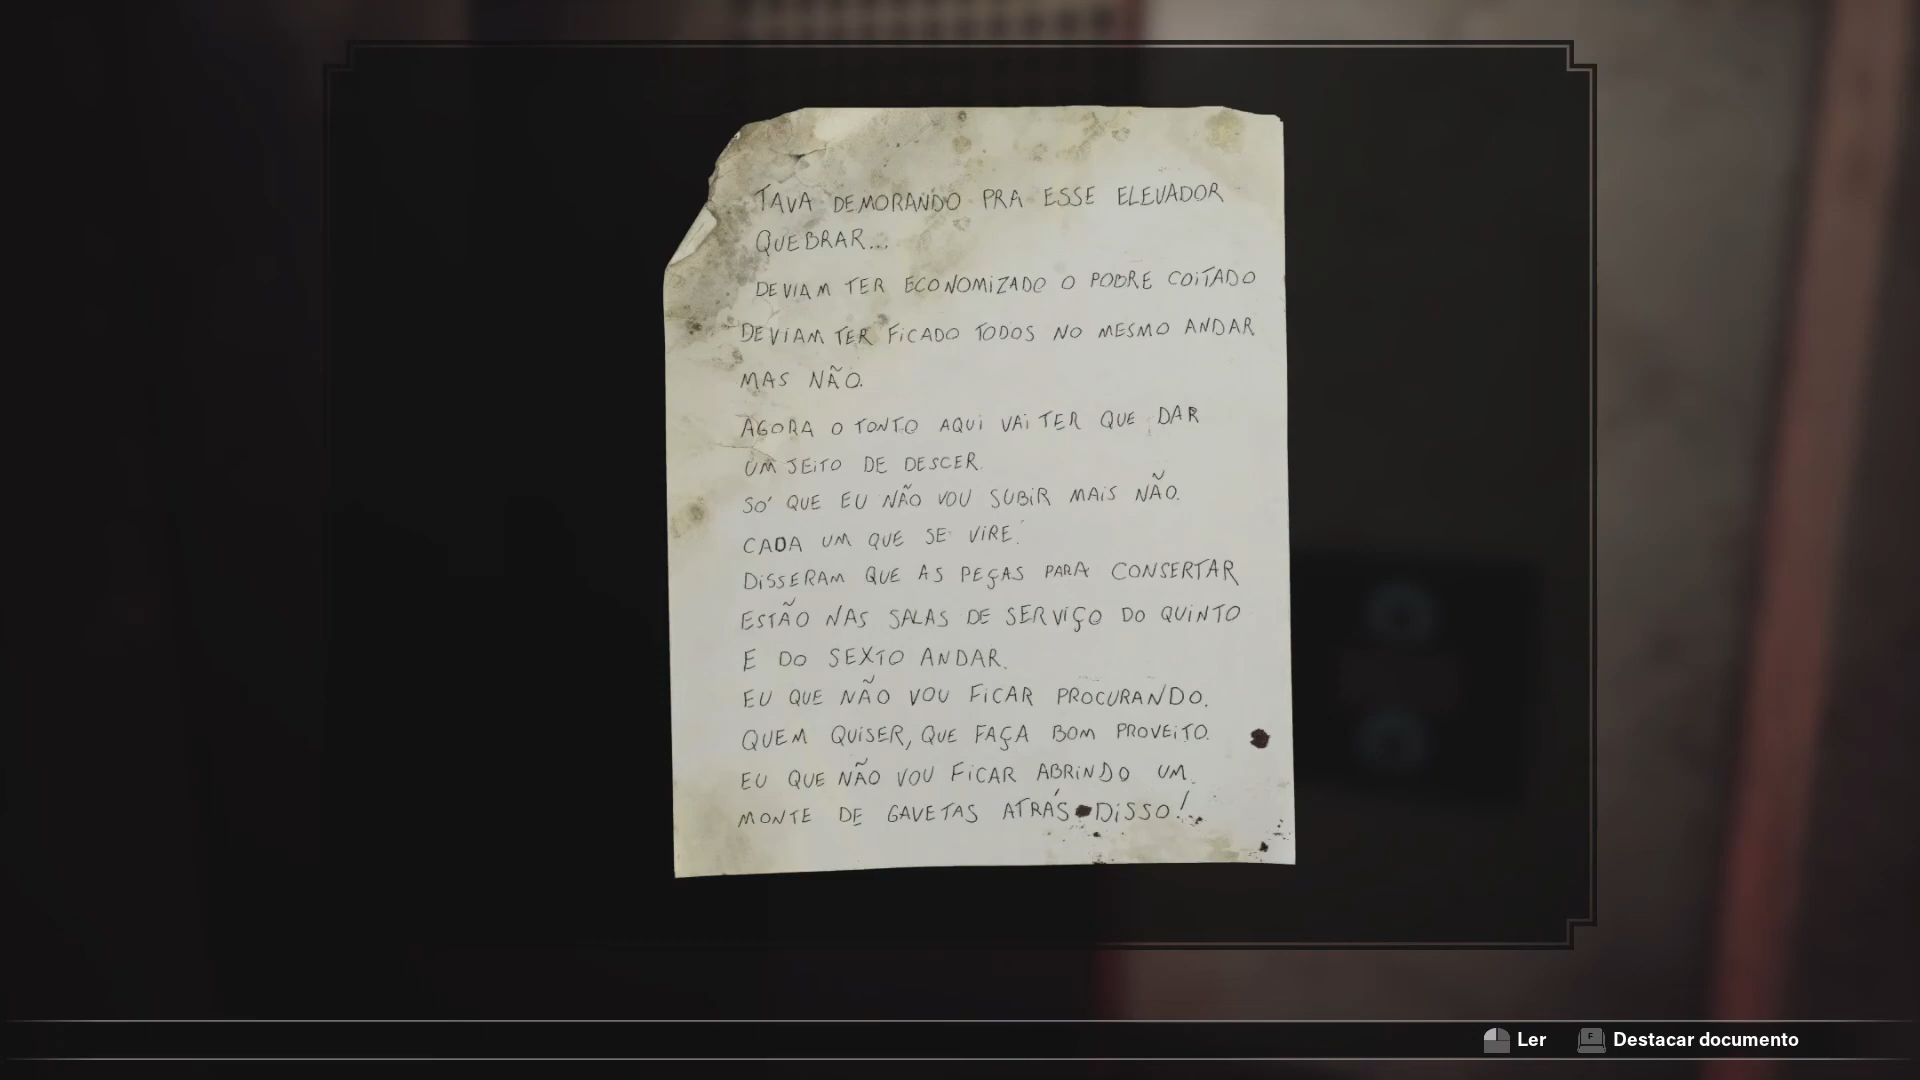 TAVA DEMORANDO PRA ESSE ELEVADOR
QUEBRAR...
DEVIAM TER ECONOMIZADO O POBRE COITADO
DEVIAM TER FICADO TODOS NO MESMO ANDAR
MAS NÃO.
AGORA O TONTO AQUI VAI TER QUE DAR
UM JEITO DE DESCER.
SÓ QUE EU NÃO VOU SUBIR MAIS NÃO.
CADA UM QUE SE VIRE.
DISSERAM QUE AS PEÇAS PARA CONSERTAR
ESTÃO NAS SALAS DE SERVIÇO DO QUINTO
E DO SEXTO ANDAR.
EU QUE NÃO VOU FICAR PROCURANDO.
QUEM QUISER, QUE FAÇA BOM PROVEITO.
EU QUE NÃO VOU FICAR ABRINDO UM
MONTE DE GAVETAS ATRÁS DISSO!
Ler
F Destacar documento